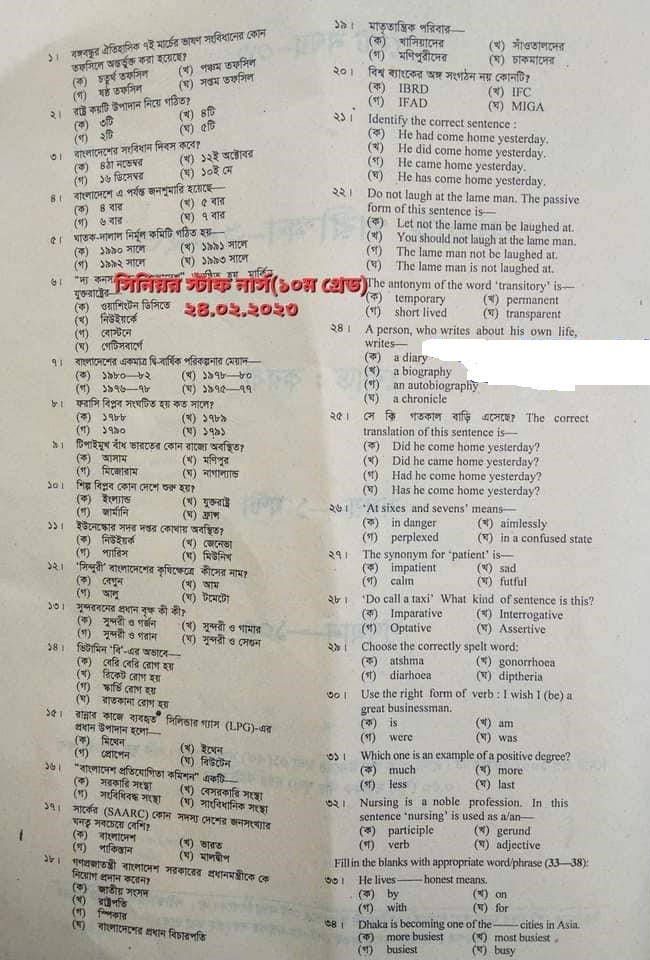 ১। বঙ্গবন্ধুর ঐতিহাসিক ৭ই মার্চের ভাষণ সংবিধানের কোন
তফসিলে অন্তর্ভুক্ত করা হয়েছে?
(ক) চতুর্থ তফসিল (খ) পঞ্চম তফসিল
(গ) ষষ্ঠ তফসিল (ঘ) সপ্তম তফসিল
২। রাষ্ট্র কয়টি উপাদান নিয়ে গঠিত?
(ক) ৩টি (খ) ৪টি
(গ) ২টি (ঘ) ৫টি
৩। বাংলাদেশের সংবিধান দিবস কবে?
(ক) ৪ঠা নভেম্বর (খ) ১২ই অক্টোবর
(গ) ১৬ ডিসেম্বর (ঘ) ১০ই মে
৪। বাংলাদেশে এ পর্যন্ত জনশুমারি হয়েছে—
(ক) ৪ বার (খ) ৫ বার
(গ) ৬ বার (ঘ) ৭ বার
৫। ঘাতক-দালাল নির্মূল কমিটি গঠিত হয়—
(ক) ১৯৯০ সালে (খ) ১৯৯১ সালে
(গ) ১৯৯২ সালে (ঘ) ১৯৯৩ সালে
৬। "দ্য কনসার্ট হয় মার্কিন
যুক্তরাষ্ট্রের—
(ক) ওয়াশিংটন ডিসিতে
(খ) নিউইয়র্কে
(গ) বোস্টনে
(ঘ) গেটিসবার্গে
সিনিয়র স্টাফ নার্স(১০ম গ্রেড)
২৪.০২.২০২৩
৭। বাংলাদেশের একমাত্র দ্বি-বার্ষিক পরিকল্পনার মেয়াদ—
(ক) ১৯৮০—৮২ (খ) ১৯৭৮—৮০
(গ) ১৯৭৬—৭৮ (ঘ) ১৯৭৫—৭৭
৮। ফরাসি বিপ্লব সংঘটিত হয় কত সালে?
(ক) ১৭৮৮ (খ) ১৭৮৯
(গ) ১৭৯০ (ঘ) ১৭৯১
৯। টিপাইমুখ বাঁধ ভারতের কোন রাজ্যে অবস্থিত?
(ক) আসাম (খ) মণিপুর
(গ) মিজোরাম (ঘ) নাগাল্যান্ড
১০। শিল্প বিপ্লব কোন দেশে শুরু হয়?
(ক) ইংল্যান্ড (খ) যুক্তরাষ্ট্র
(গ) জার্মানি (ঘ) ফ্রান্স
১১। ইউনেস্কোর সদর দপ্তর কোথায় অবস্থিত?
(ক) নিউইয়র্ক (খ) জেনেভা
(গ) প্যারিস (ঘ) মিউনিখ
১২। 'সিন্দুরী' বাংলাদেশের কৃষিক্ষেত্রে কীসের নাম?
(ক) বেগুন (খ) আম
(গ) আলু (ঘ) টমেটো
১৩। সুন্দরবনের প্রধান বৃক্ষ কী কী?
(ক) সুন্দরী ও গর্জন (খ) সুন্দরী ও গামার
(গ) সুন্দরী ও গরান (ঘ) সুন্দরী ও সেগুন
১৪। ভিটামিন 'বি'-এর অভাবে—
(ক) বেরি বেরি রোগ হয়
(খ) রিকেট রোগ হয়
(গ) স্কার্ভি রোগ হয়
(ঘ) রাতকানা রোগ হয়
১৫। রান্নার কাজে ব্যবহৃত সিলিন্ডার গ্যাস (LPG)-এর
প্রধান উপাদান হলো—
(ক) মিথেন (খ) ইথেন
(গ) প্রোপেন (ঘ) বিউটেন
১৬। "বাংলাদেশ প্রতিযোগিতা কমিশন" একটি—
(ক) সরকারি সংস্থা (খ) বেসরকারি সংস্থা
(গ) সংবিধিবদ্ধ সংস্থা (ঘ) সাংবিধানিক সংস্থা
১৭। সার্কের (SAARC) কোন সদস্য দেশের জনসংখ্যার
ঘনত্ব সবচেয়ে বেশি?
(ক) বাংলাদেশ (খ) ভারত
(গ) পাকিস্তান (ঘ) মালদ্বীপ
১৮। গণপ্রজাতন্ত্রী বাংলাদেশ সরকারের প্রধানমন্ত্রীকে কে
নিয়োগ প্রদান করেন?
(ক) জাতীয় সংসদ
(খ) রাষ্ট্রপতি
(গ) স্পিকার
(ঘ) বাংলাদেশের প্রধান বিচারপতি
১৯। মাতৃতান্ত্রিক পরিবার—
(ক) খাসিয়াদের (খ) সাঁওতালদের
(গ) মণিপুরীদের (ঘ) চাকমাদের
২০। বিশ্ব ব্যাংকের অঙ্গ সংগঠন নয় কোনটি?
(ক) IBRD (খ) IFC
(গ) IFAD (ঘ) MIGA
২১। Identify the correct sentence :
(ক) He had come home yesterday.
(খ) He did come home yesterday.
(গ) He came home yesterday.
(ঘ) He has come home yesterday.
২২। Do not laugh at the lame man. The passive
form of this sentence is—
(ক) Let not the lame man be laughed at.
(খ) You should not laugh at the lame man.
(গ) The lame man not be laughed at.
(ঘ) The lame man is not laughed at.
The antonym of the word 'transitory' is—
(ক) temporary (খ) permanent
(গ) short lived (ঘ) transparent
২৪। A person, who writes about his own life,
writes—
(ক) a diary
(খ) a biography
(গ) an autobiography
(ঘ) a chronicle
২৫। সে কি গতকাল বাড়ি এসেছে? The correct
translation of this sentence is—
(ক) Did he come home yesterday?
(খ) Did he came home yesterday?
(গ) Had he come home yesterday?
(ঘ) Has he come home yesterday?
২৬। 'At sixes and sevens' means—
(ক) in danger (খ) aimlessly
(গ) perplexed (ঘ) in a confused state
২৭। The synonym for 'patient' is—
(ক) impatient (খ) sad
(গ) calm (ঘ) futful
২৮। 'Do call a taxi' What kind of sentence is this?
(ক) Imparative (খ) Interrogative
(গ) Optative (ঘ) Assertive
২৯। Choose the correctly spelt word:
(ক) atshma (খ) gonorrhoea
(গ) diarhoea (ঘ) diptheria
৩০। Use the right form of verb : I wish I (be) a
great businessman.
(ক) is (খ) am
(গ) were (ঘ) was
৩১। Which one is an example of a positive degree?
(ক) much (খ) more
(গ) less (ঘ) last
৩২। Nursing is a noble profession. In this
sentence 'nursing' is used as a/an—
(ক) participle (খ) gerund
(গ) verb (ঘ) adjective
Fill in the blanks with appropriate word/phrase (33—38):
৩৩। He lives —— honest means.
(ক) by (খ) on
(গ) with (ঘ) for
৩৪। Dhaka is becoming one of the —— cities in Asia.
(ক) more busiest (খ) most busiest
(গ) busiest (ঘ) busy